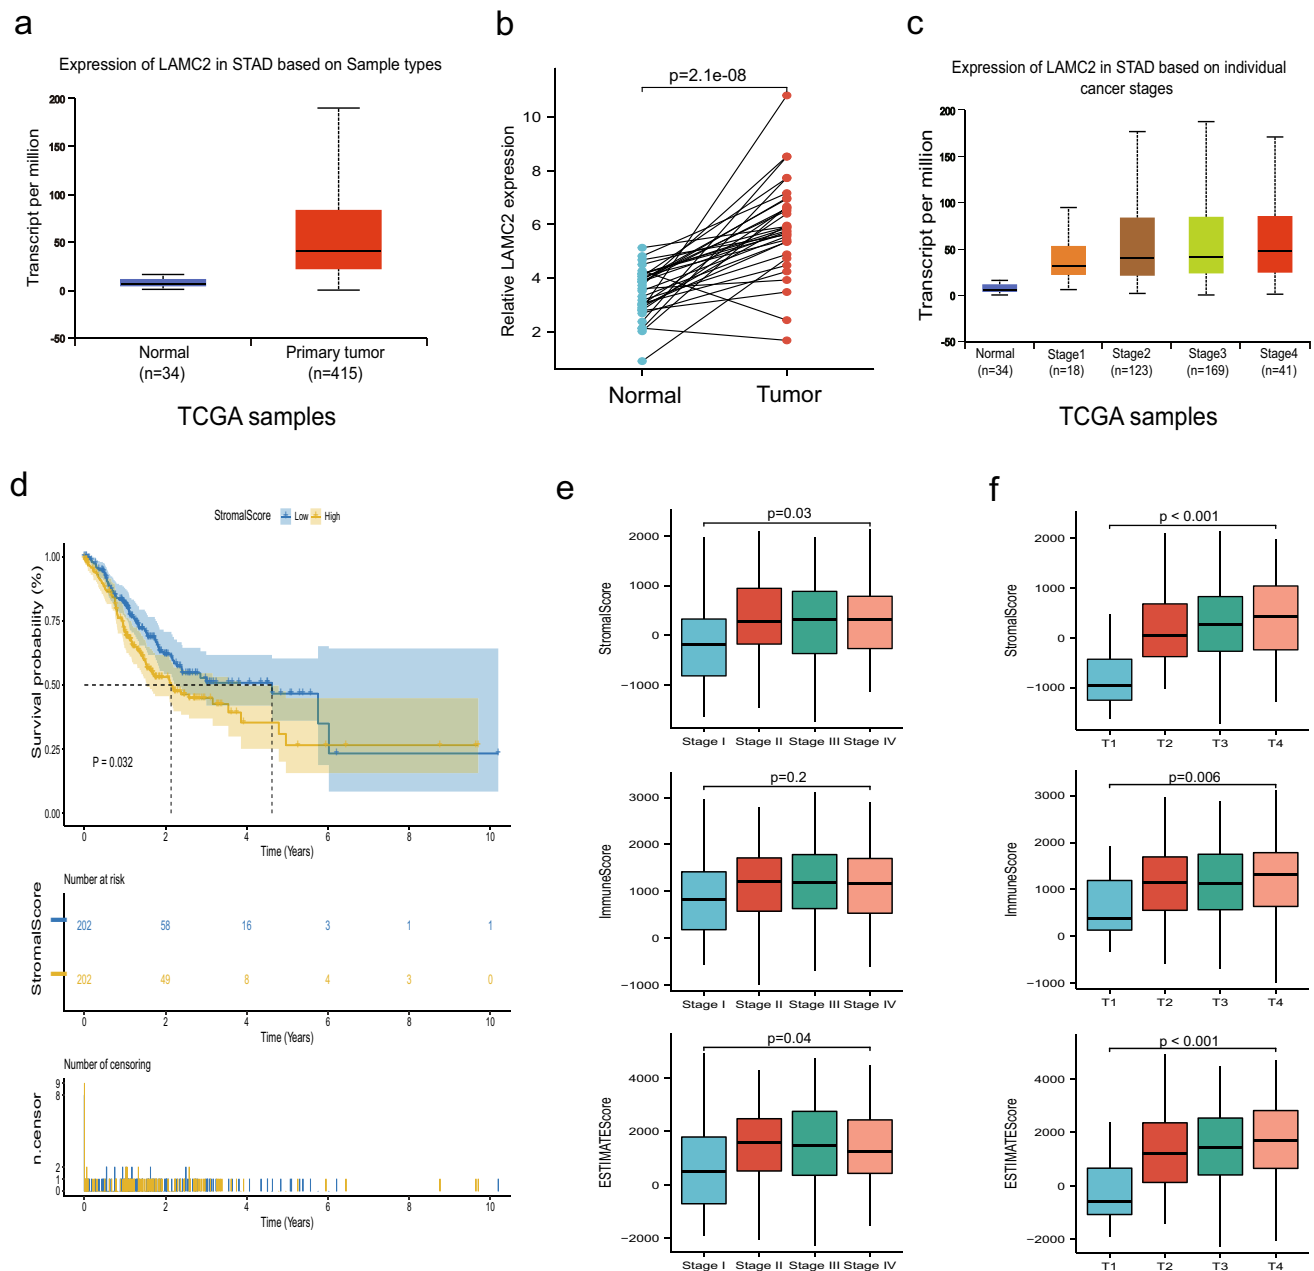 a
Expression of LAMC2 in STAD based on Sample types
Transcript per million
200
150
100
50
0
-50
Normal
(n=34)
Primary tumor
(n=415)
TCGA samples
b
p=2.1e-08
Relative LAMC2 expression
10
8
6
4
2
Normal
Tumor
c
Expression of LAMC2 in STAD based on individual
cancer stages
Transcript per million
200
150
100
50
0
-50
Normal
(n=34)
Stage1
(n=18)
Stage2
(n=123)
Stage3
(n=169)
Stage4
(n=41)
TCGA samples
d
StromalScore Low High
Survival probability (%)
1.00
0.75
0.50
0.25
0.00
P = 0.032
0 2 4 6 8 10
Time (Years)
Number at risk
StromalScore
202 58 16 3 1 1
202 49 8 4 3 0
0 2 4 6 8 10
Time (Years)
Number of censoring
n.censor
9
8
2
1
0
0 2 4 6 8 10
Time (Years)
e
p=0.03
StromalScore
2000
1000
0
−1000
Stage I Stage II Stage III Stage IV
p=0.2
ImmuneScore
3000
2000
1000
0
−1000
Stage I Stage II Stage III Stage IV
p=0.04
ESTIMATEScore
4000
2000
0
−2000
Stage I Stage II Stage III Stage IV
f
p < 0.001
StromalScore
2000
1000
0
−1000
T1 T2 T3 T4
p=0.006
ImmuneScore
3000
2000
1000
0
−1000
T1 T2 T3 T4
p < 0.001
ESTIMATEScore
4000
2000
0
−2000
T1 T2 T3 T4